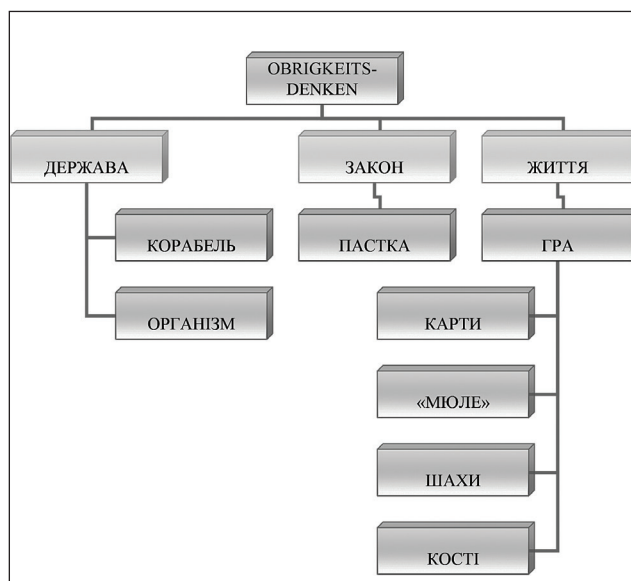 OBRIGKEITS-
DENKEN
ДЕРЖАВА
ЗАКОН
ЖИТТЯ
КОРАБЕЛЬ
ПАСТКА
ГРА
ОРГАНІЗМ
КАРТИ
«МЮЛЕ»
ШАХИ
КОСТІ